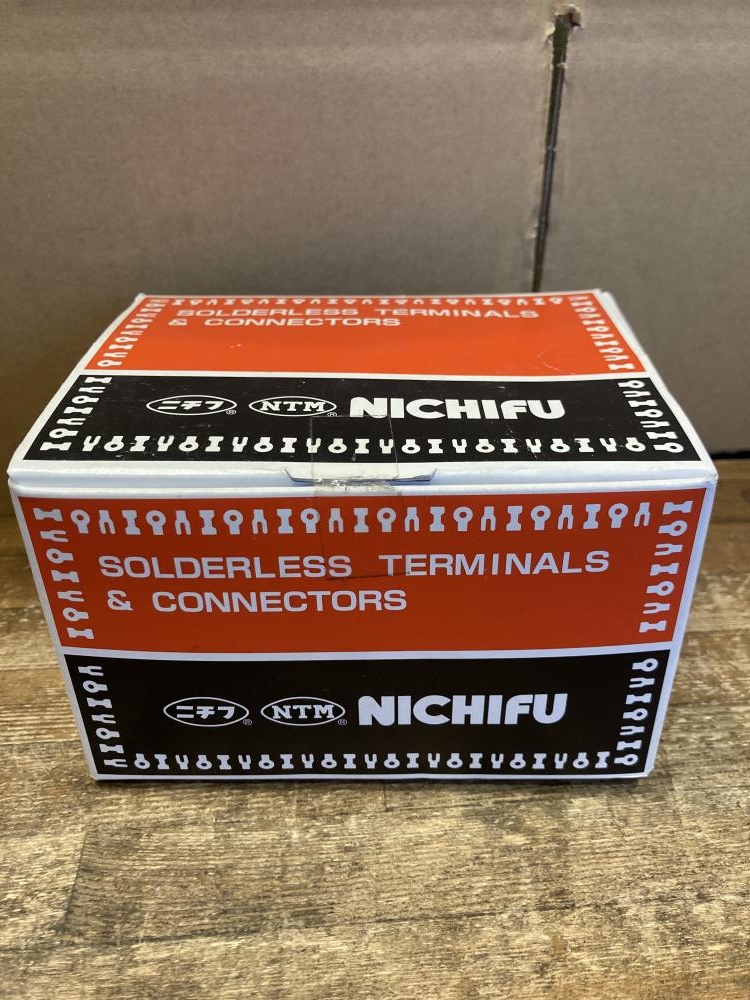 SOLDERLESS TERMINALS
& CONNECTORS
ニチフ® NTM® NICHIFU
SOLDERLESS TERMINALS
& CONNECTORS
ニチフ® NTM® NICHIFU